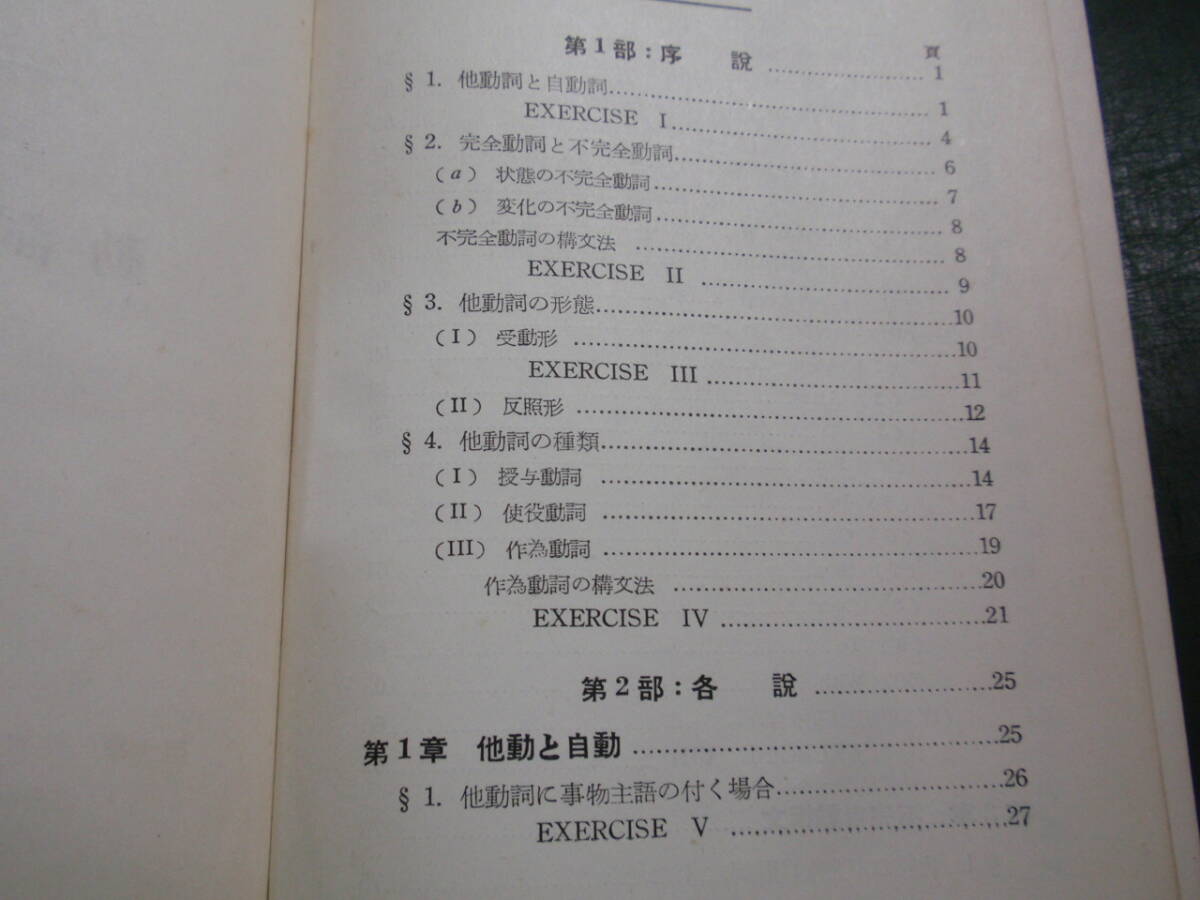 頁
第1部：序　説 ……………… 1
§ 1. 他動詞と自動詞 ……………… 1
EXERCISE I ……………… 4
§ 2. 完全動詞と不完全動詞 ……………… 6
(a) 状態の不完全動詞 ……………… 7
(b) 変化の不完全動詞 ……………… 8
不完全動詞の構文法 ……………… 8
EXERCISE II ……………… 9
§ 3. 他動詞の形態 ……………… 10
(I) 受動形 ……………… 10
EXERCISE III ……………… 11
(II) 反照形 ……………… 12
§ 4. 他動詞の種類 ……………… 14
(I) 授与動詞 ……………… 14
(II) 使役動詞 ……………… 17
(III) 作為動詞 ……………… 19
作為動詞の構文法 ……………… 20
EXERCISE IV ……………… 21
第2部：各　説 ……………… 25
第1章 他動と自動 ……………… 25
§ 1. 他動詞に事物主語の付く場合 ……………… 26
EXERCISE V ……………… 27